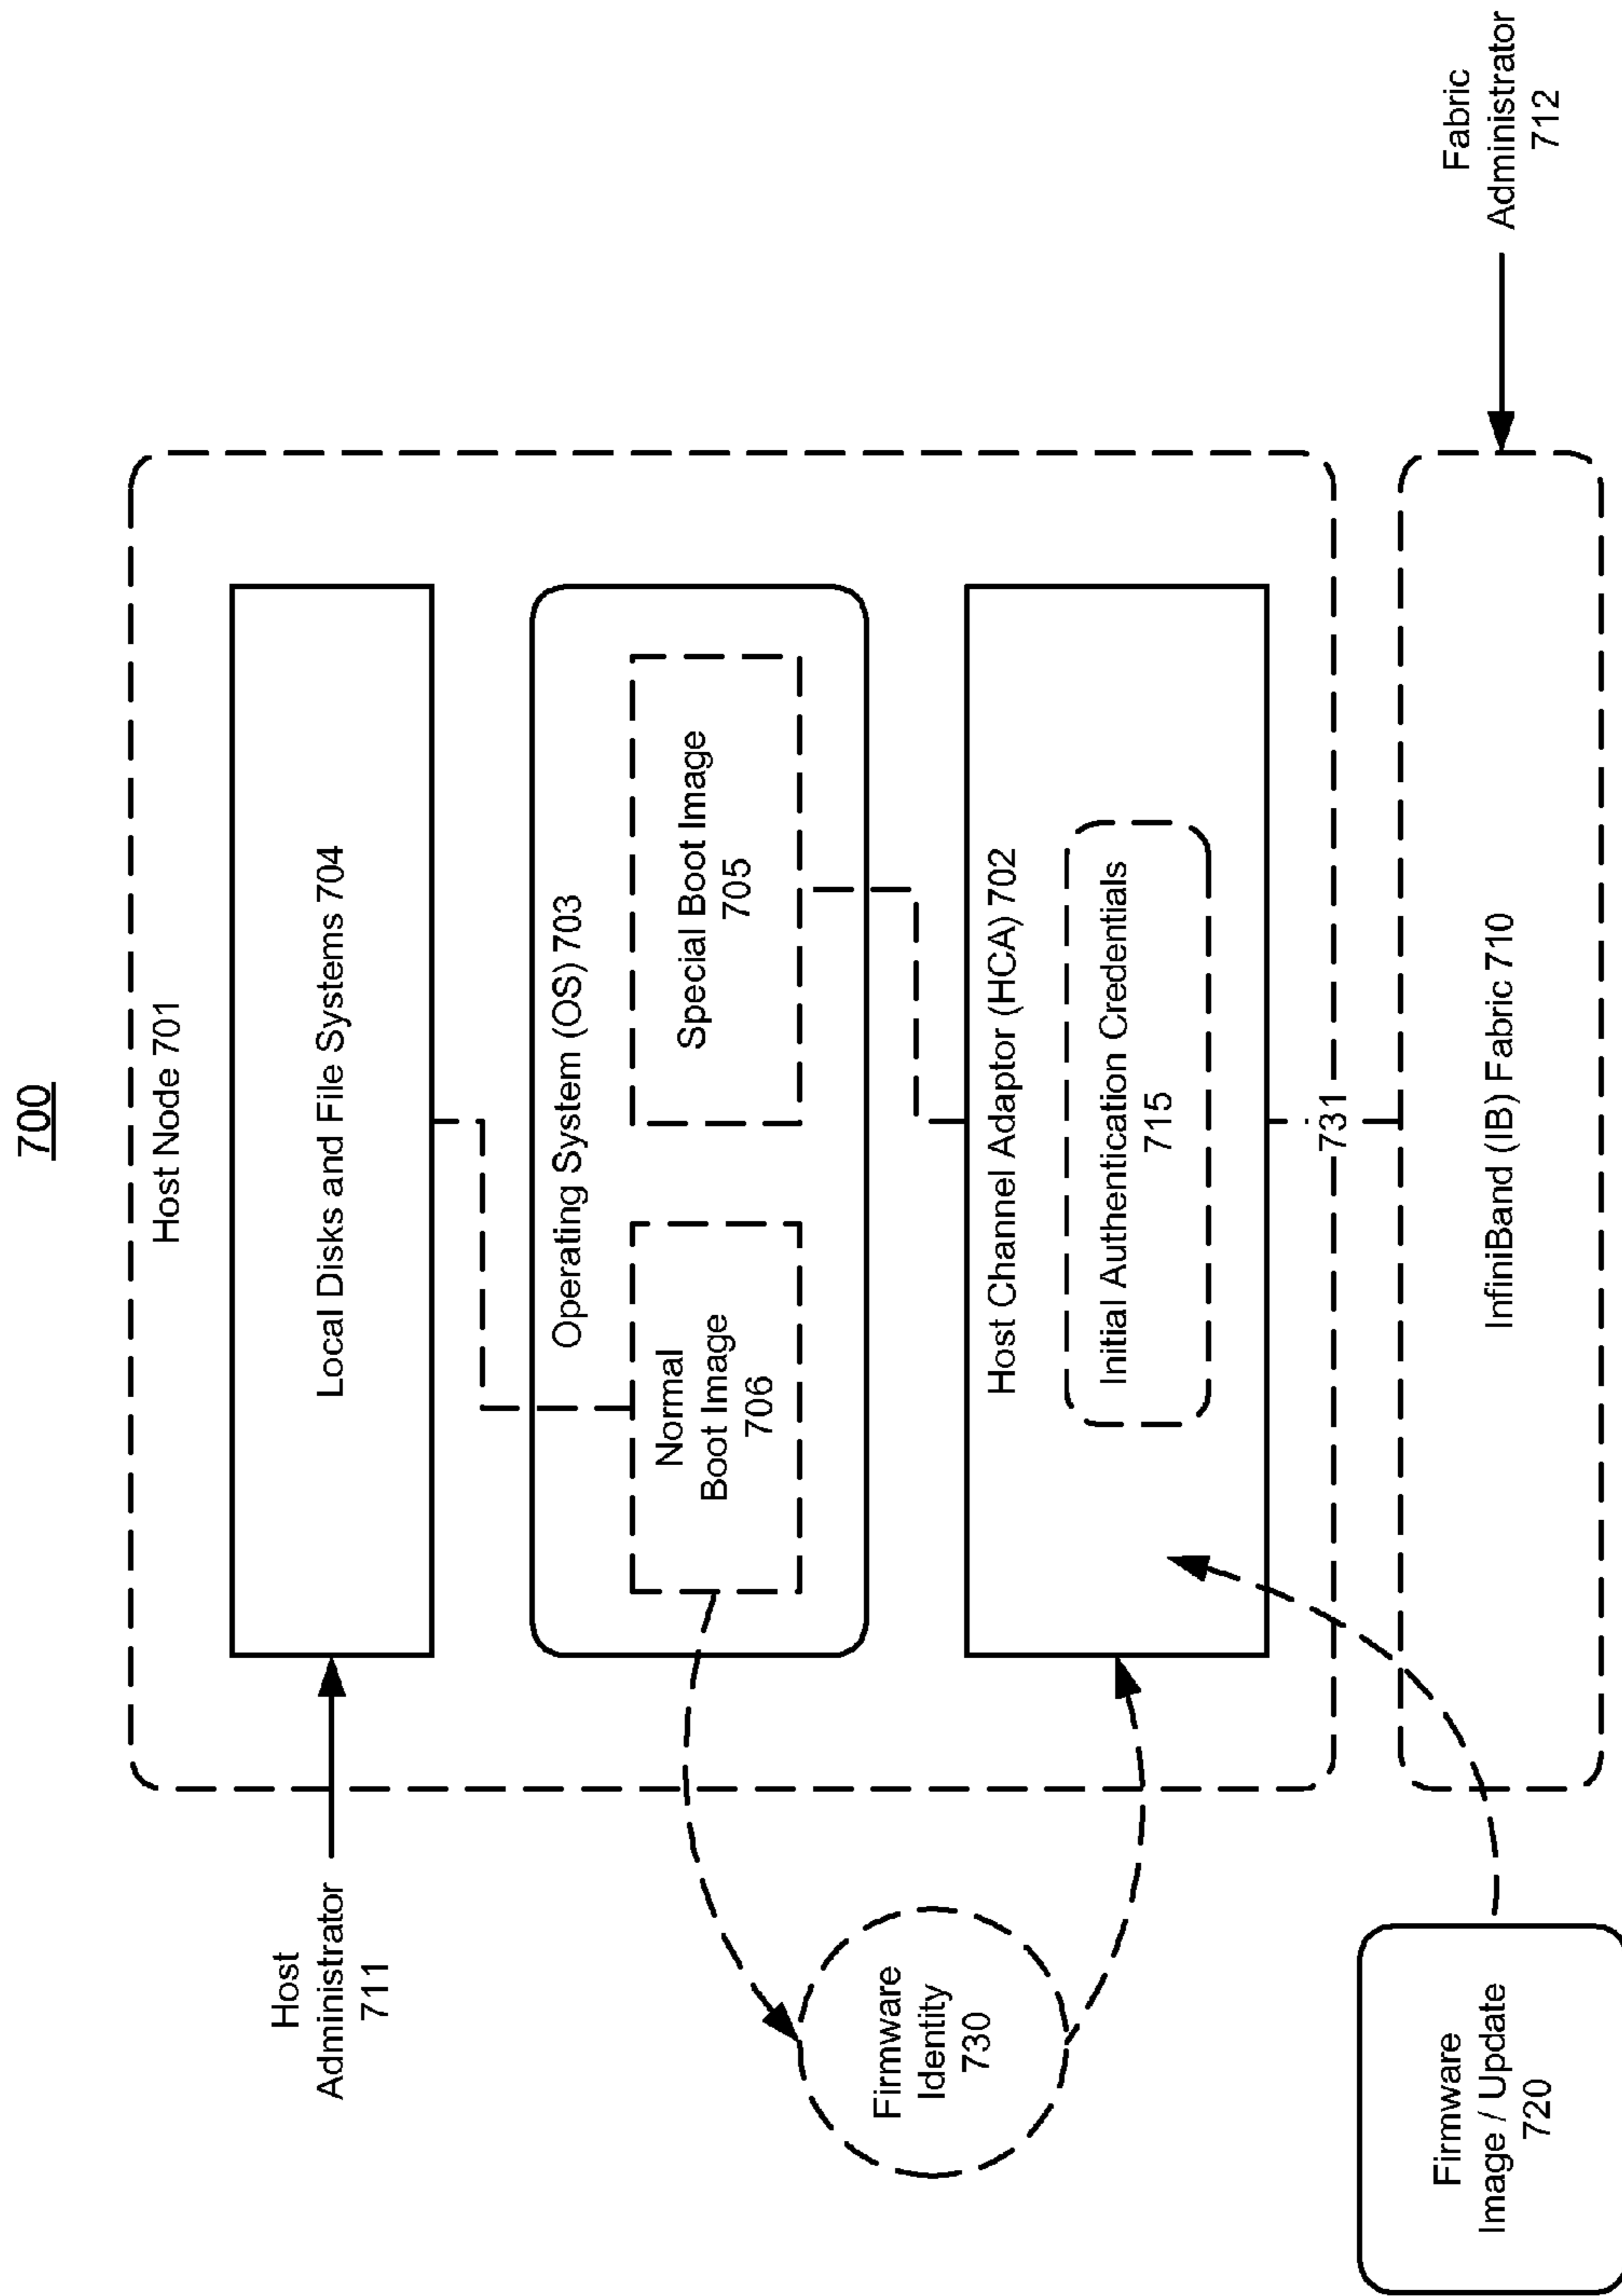 700
Host Node 701
Host
Administrator
711
Local Disks and File Systems 704
Operating System (OS) 703
Normal
Boot Image
706
Special Boot Image
705
Firmware
Identity
730
Host Channel Adaptor (HCA) 702
Initial Authentication Credentials
715
731
Firmware
Image / Update
720
InfiniBand (IB) Fabric 710
Fabric
Administrator
712